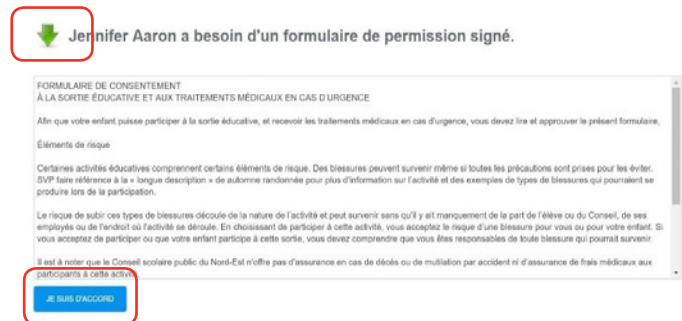 Jennifer Aaron a besoin d'un formulaire de permission signé.
FORMULAIRE DE CONSENTEMENT
À LA SORTIE ÉDUCATIVE ET AUX TRAITEMENTS MÉDICAUX EN CAS D'URGENCE
Afin que votre enfant puisse participer à la sortie éducative, et recevoir les traitements médicaux en cas d'urgence, vous devez lire et approuver le présent formulaire,
Éléments de risque
Certaines activités éducatives comprennent certains éléments de risque. Des blessures peuvent survenir même si toutes les précautions sont prises pour les éviter.
SVP faire référence à la « longue description » de automne randonnée pour plus d'information sur l'activité et des exemples de types de blessures qui pourraient se
produire lors de la participation.
Le risque de subir ces types de blessures découle de la nature de l'activité et peut survenir sans qu'il y ait manquement de la part de l'élève ou du Conseil, de ses
employés ou de l'endroit où l'activité se déroule. En choisissant de participer à cette activité, vous acceptez le risque d'une blessure pour vous ou pour votre enfant. Si
vous acceptez de participer ou que votre enfant participe à cette sortie, vous devez comprendre que vous êtes responsables de toute blessure qui pourrait survenir.
Il est à noter que le Conseil scolaire public du Nord-Est n'offre pas d'assurance en cas de décès ou de mutilation par accident ni d'assurance de frais médicaux aux
participants à cette activité
JE SUIS D'ACCORD